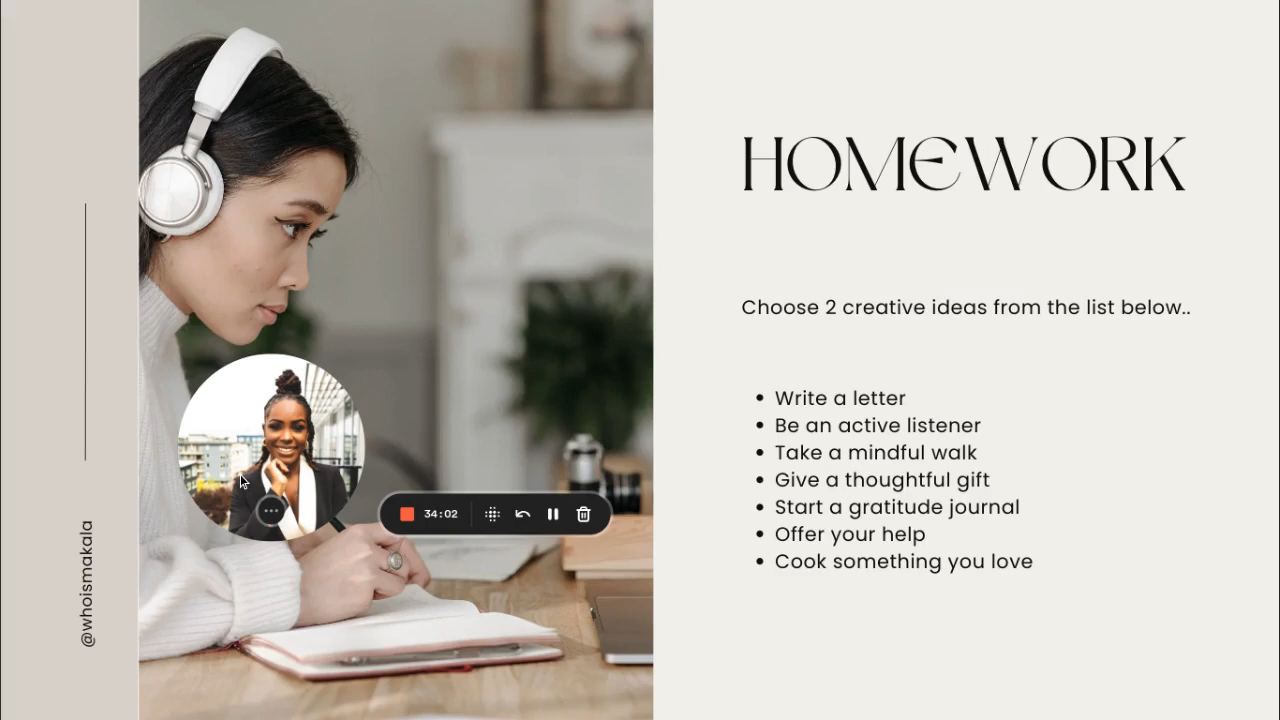 HOMEWORK
Choose 2 creative ideas from the list below..
• Write a letter
• Be an active listener
• Take a mindful walk
• Give a thoughtful gift
• Start a gratitude journal
• Offer your help
• Cook something you love
34:02
@whoismakala